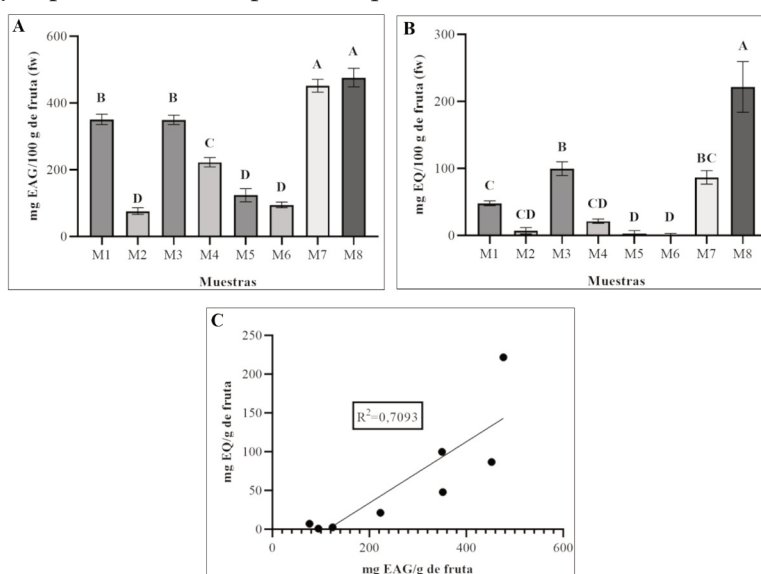 A
mg EAG/100 g de fruta (fw)
600
400
200
0
B
D
B
C
D
D
A
A
M1 M2 M3 M4 M5 M6 M7 M8
Muestras
B
mg EQ/100 g de fruta (fw)
300
200
100
0
C
CD
B
CD
D
D
BC
A
M1 M2 M3 M4 M5 M6 M7 M8
Muestras
C
mg EQ/g de fruta
250
200
150
100
50
0
R²=0,7093
0 200 400 600
mg EAG/g de fruta